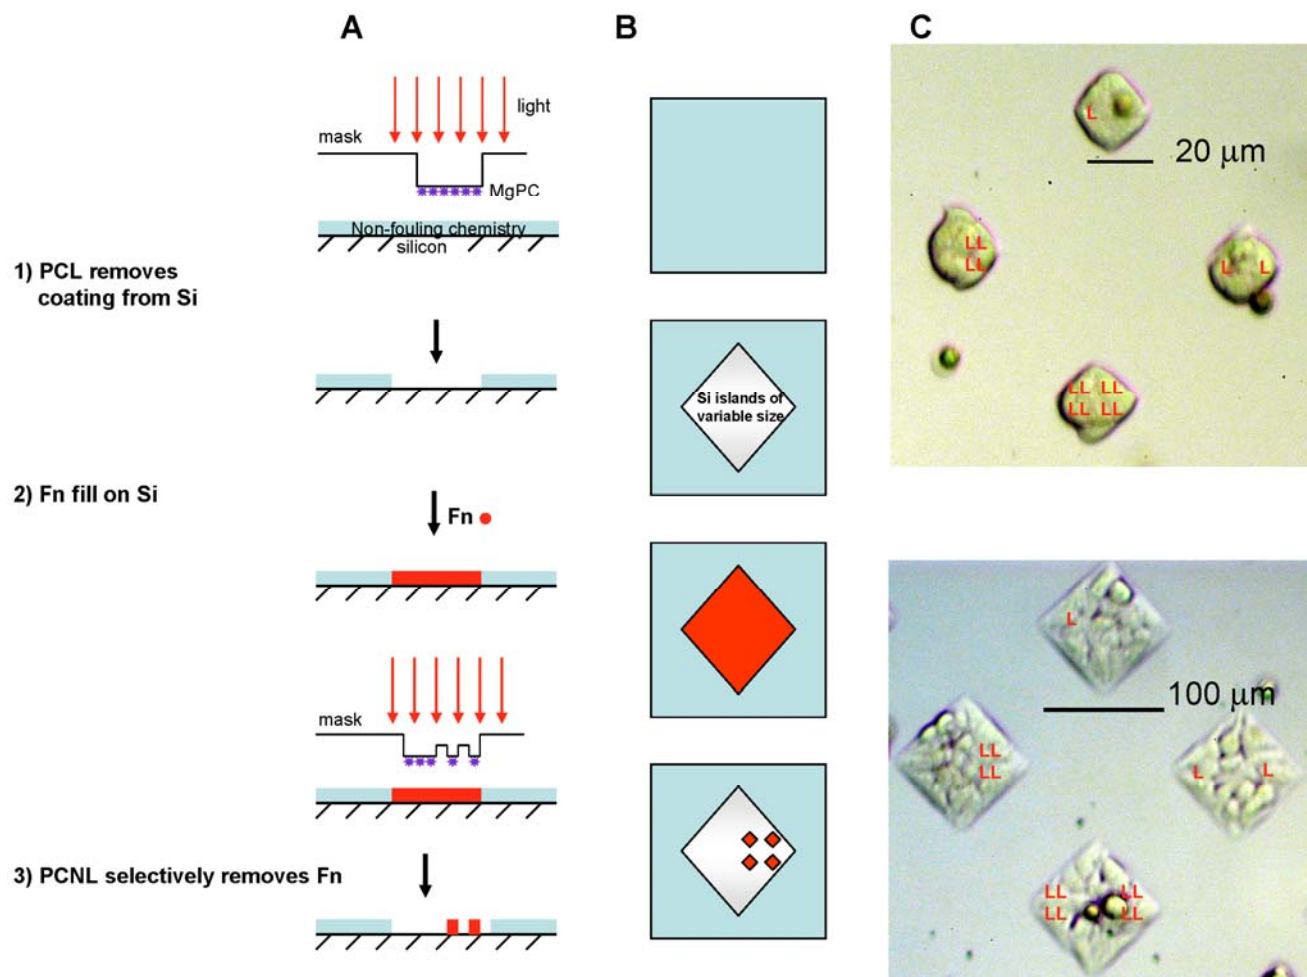 A
B
C
light
mask
MgPC
Non-fouling chemistry
silicon
1) PCL removes
coating from Si
Si islands of
variable size
2) Fn fill on Si
Fn
mask
3) PCNL selectively removes Fn
L
20 μm
LL
LL
L L
LL LL
LL LL
L
100 μm
LL
LL
L L
LL LL
LL LL